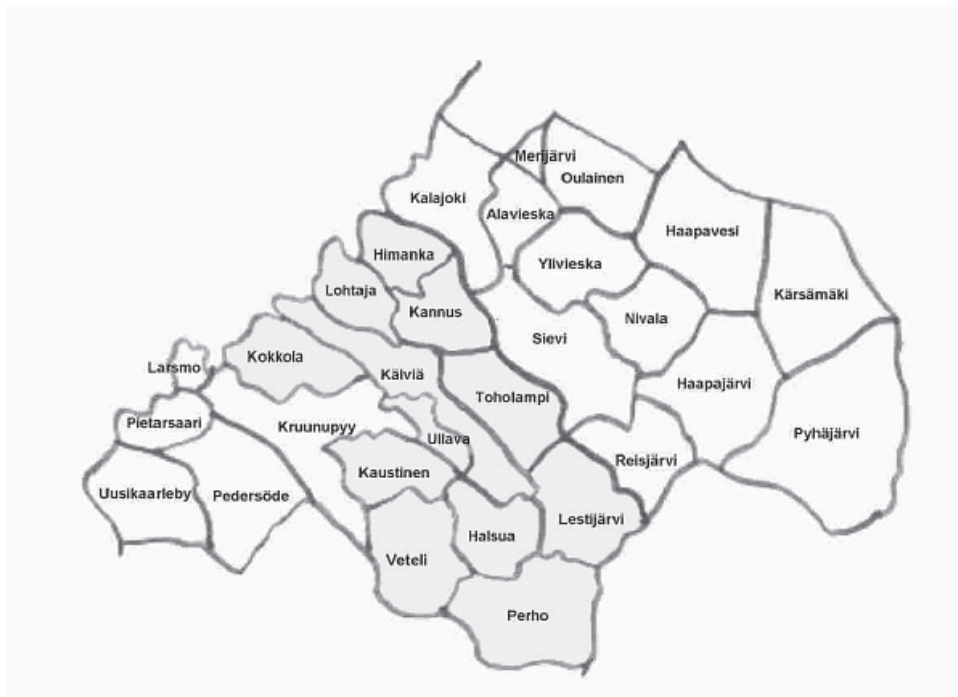 Merijärvi
Oulainen
Kalajoki
Alavieska
Haapavesi
Himanka
Ylivieska
Lohtaja
Kärsämäki
Kannus
Nivala
Sievi
Kokkola
Larsmo
Kälviä
Haapajärvi
Toholampi
Pietarsaari
Kruunupyy
Ullava
Pyhäjärvi
Reisjärvi
Kaustinen
Uusikaarleby
Pedersöde
Lestijärvi
Halsua
Veteli
Perho